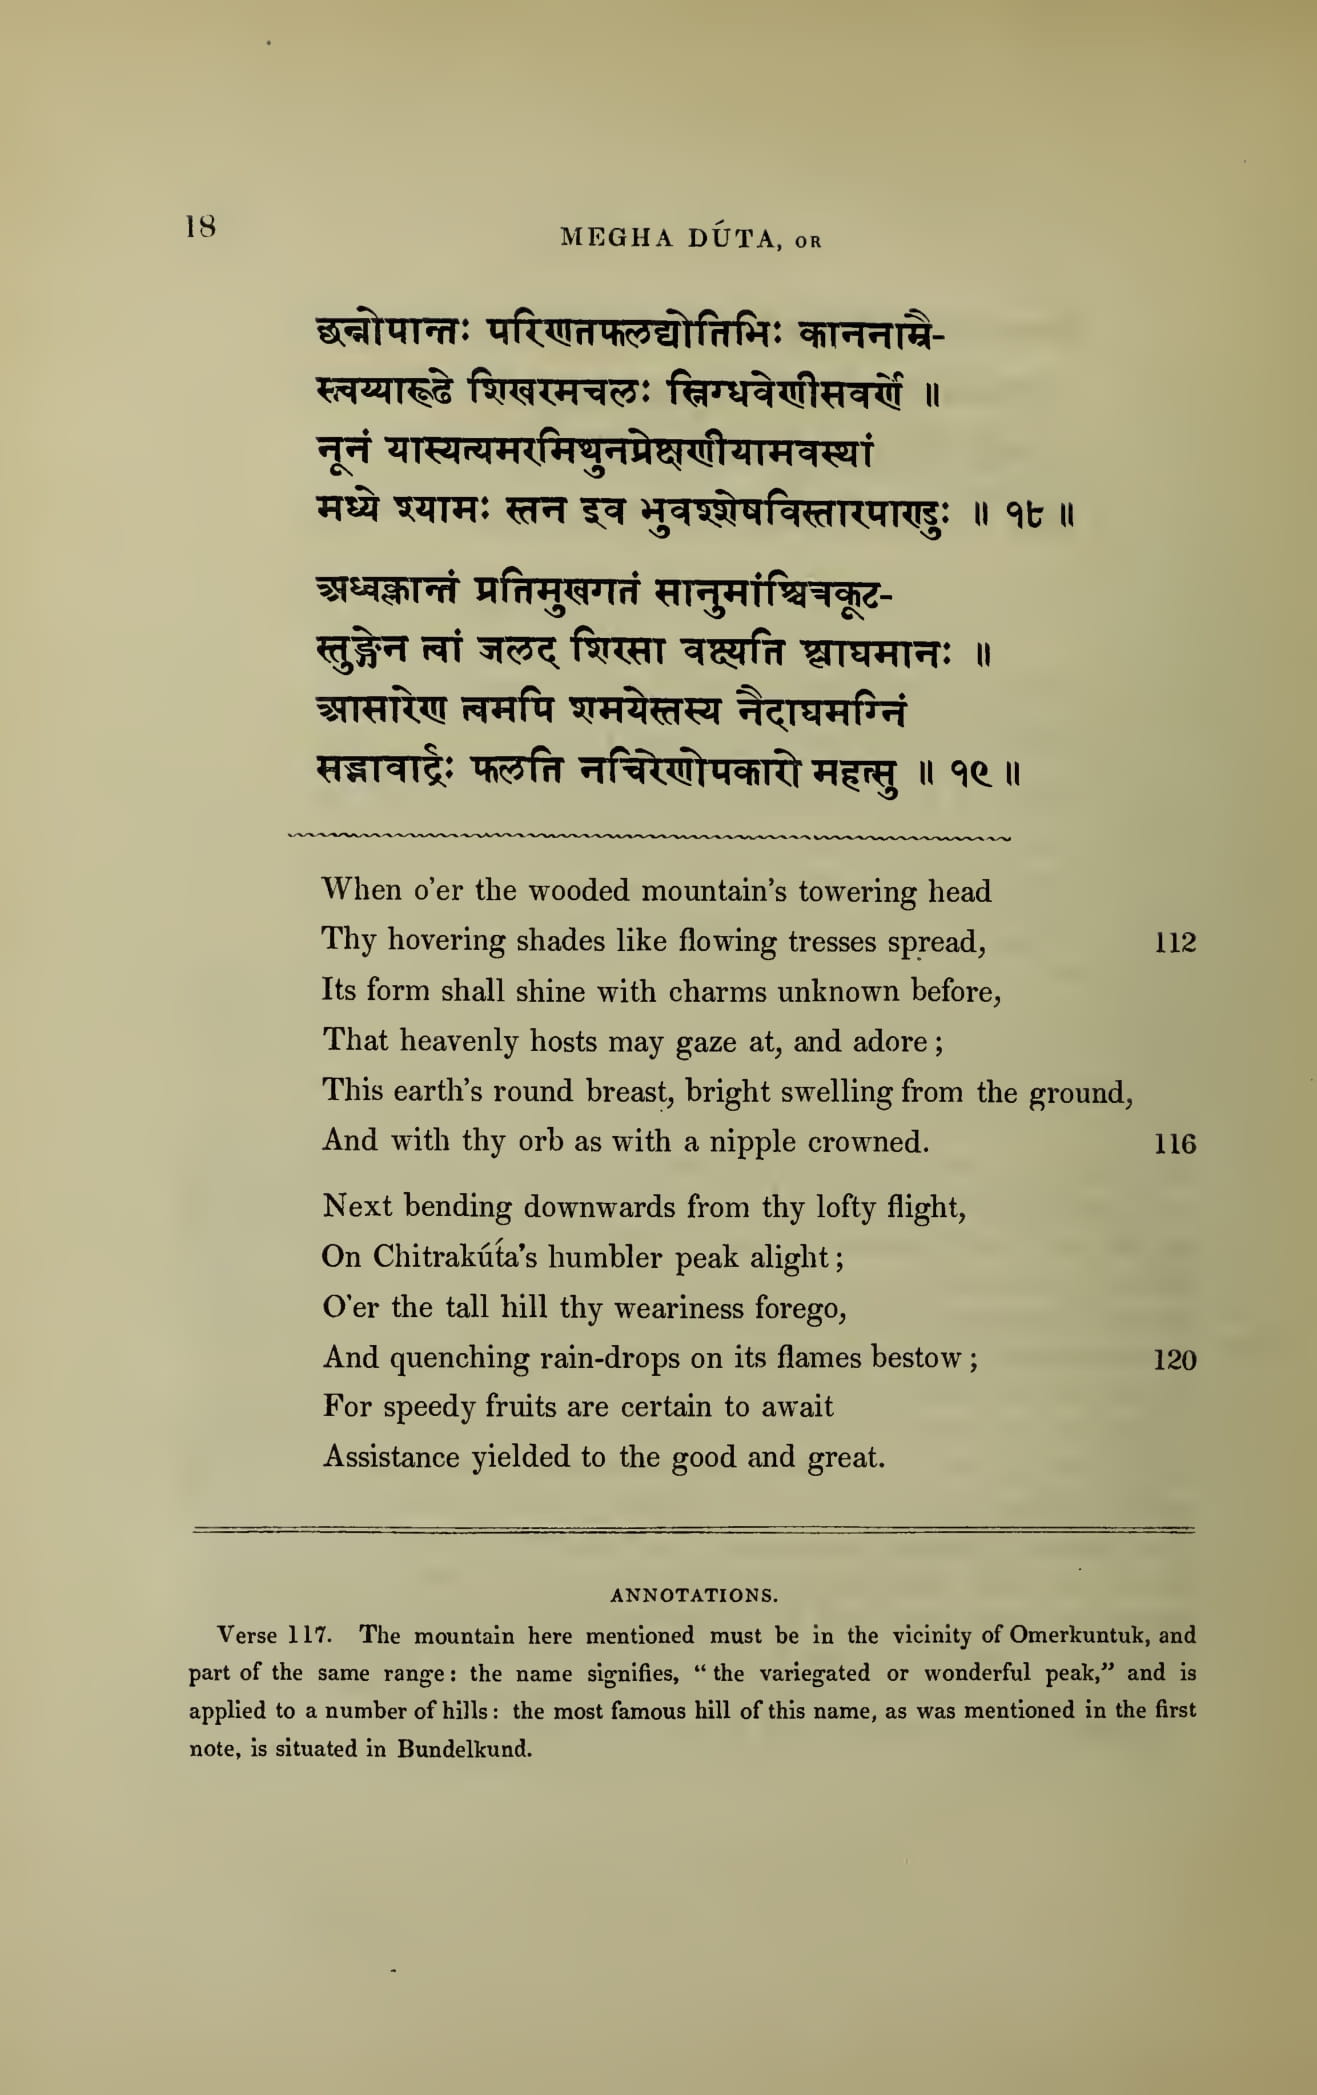 18
MEGHA DÚTA, OR
छन्नोपान्तः परिणतफलद्योतिभिः काननाम्रै-
स्त्वय्यारूढे शिखरमचलः स्निग्धवेणीसवर्णे ॥
नूनं यास्यत्यमरमिथुनप्रेक्षणीयामवस्थां
मध्ये श्यामः स्तन इव भुवश्शेषविस्तारपाण्डुः ॥ १८ ॥
अध्वक्लान्तं प्रतिमुखगतं सानुमांश्चित्रकूट-
स्तुङ्गेन त्वां जलद शिरसा वक्ष्यति श्लाघमानः ॥
आसारेण त्वमपि शमयेस्तस्य नैदाघमग्निं
सद्भावार्द्रः फलति नचिरेणोपकारो महत्सु ॥ १९ ॥
When o’er the wooded mountain’s towering head
Thy hovering shades like flowing tresses spread, 112
Its form shall shine with charms unknown before,
That heavenly hosts may gaze at, and adore ;
This earth’s round breast, bright swelling from the ground,
And with thy orb as with a nipple crowned. 116
Next bending downwards from thy lofty flight,
On Chitrakút́a’s humbler peak alight ;
O’er the tall hill thy weariness forego,
And quenching rain-drops on its flames bestow ; 120
For speedy fruits are certain to await
Assistance yielded to the good and great.
ANNOTATIONS.
Verse 117. The mountain here mentioned must be in the vicinity of Omerkuntuk, and
part of the same range : the name signifies, “ the variegated or wonderful peak,” and is
applied to a number of hills : the most famous hill of this name, as was mentioned in the first
note, is situated in Bundelkund.